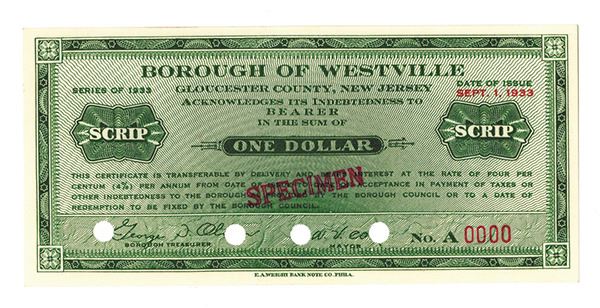 BOROUGH OF WESTVILLE
SERIES OF 1933
GLOUCESTER COUNTY, NEW JERSEY
DATE OF ISSUE
SEPT. 1, 1933
ACKNOWLEDGES ITS INDEBTEDNESS TO
BEARER
IN THE SUM OF
SCRIP
ONE DOLLAR
SCRIP
THIS CERTIFICATE IS TRANSFERABLE BY DELIVERY AND INTEREST AT THE RATE OF FOUR PER
CENTUM (4%) PER ANNUM FROM DATE ACCEPTANCE IN PAYMENT OF TAXES OR
OTHER INDEBTEDNESS TO THE BOROUGH THE BOROUGH COUNCIL OR TO A DATE OF
REDEMPTION TO BE FIXED BY THE BOROUGH COUNCIL.
SPECIMEN
George
BOROUGH TREASURER
MAYOR
No. A 0000
E.A.WRIGHT BANK NOTE CO. PHILA.